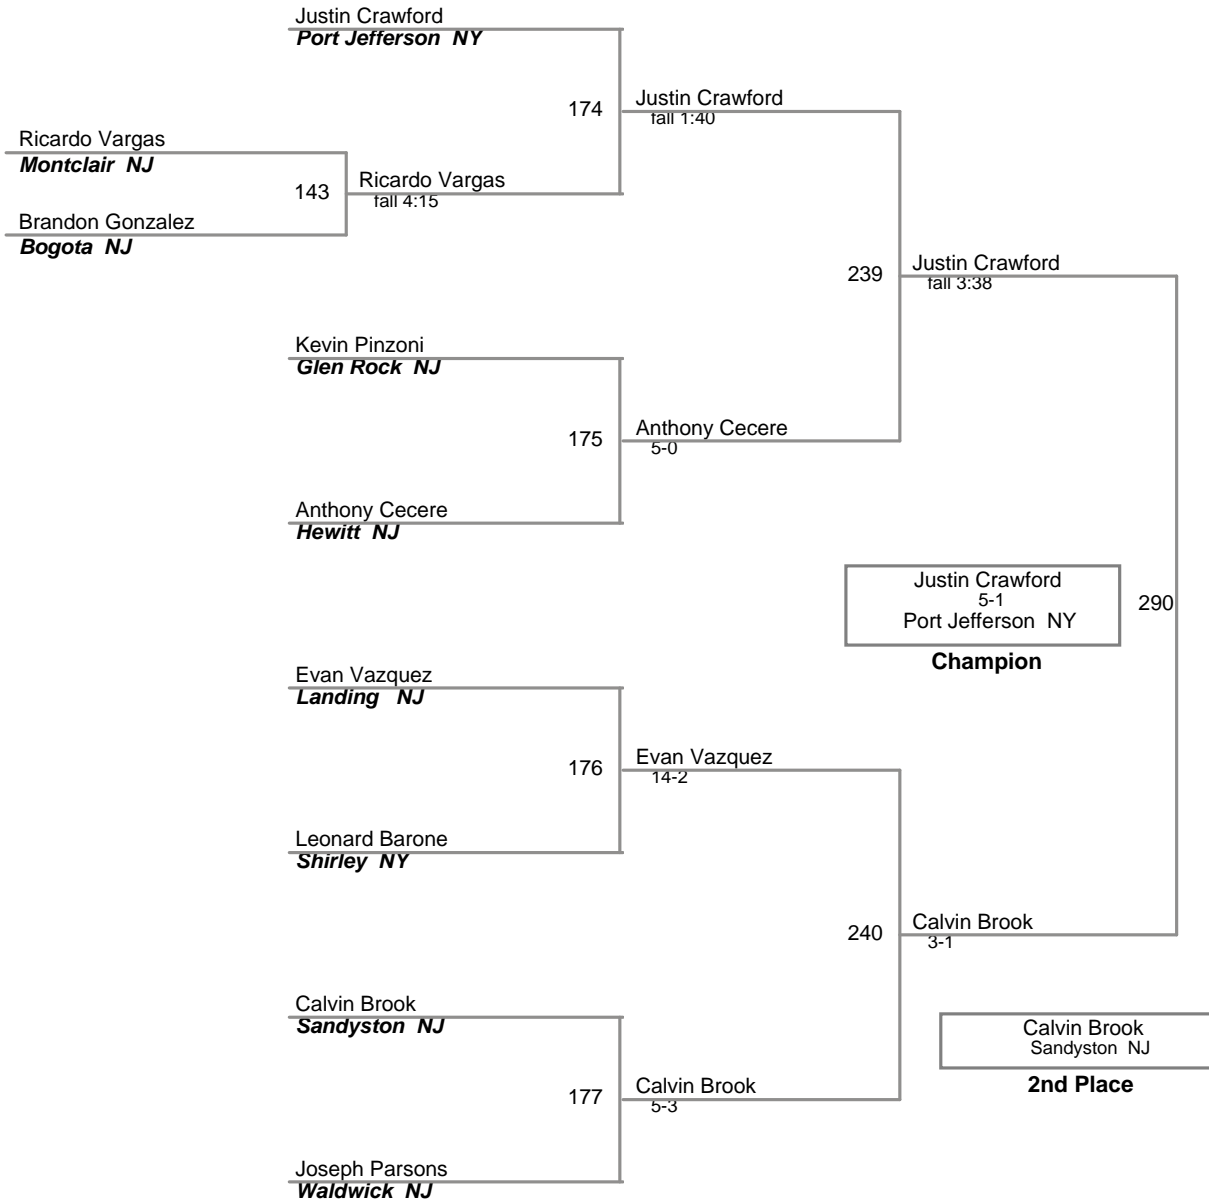 Justin Crawford
Port Jefferson  NY
174
Justin Crawford
fall 1:40
Ricardo Vargas
Montclair  NJ
143
Ricardo Vargas
fall 4:15
Brandon Gonzalez
Bogota  NJ
239
Justin Crawford
fall 3:38
Kevin Pinzoni
Glen Rock  NJ
175
Anthony Cecere
5-0
Anthony Cecere
Hewitt  NJ
Justin Crawford
5-1
Port Jefferson  NY
Champion
290
Evan Vazquez
Landing   NJ
176
Evan Vazquez
14-2
Leonard Barone
Shirley  NY
240
Calvin Brook
3-1
Calvin Brook
Sandyston  NJ
Calvin Brook
Sandyston  NJ
2nd Place
177
Calvin Brook
5-3
Joseph Parsons
Waldwick  NJ